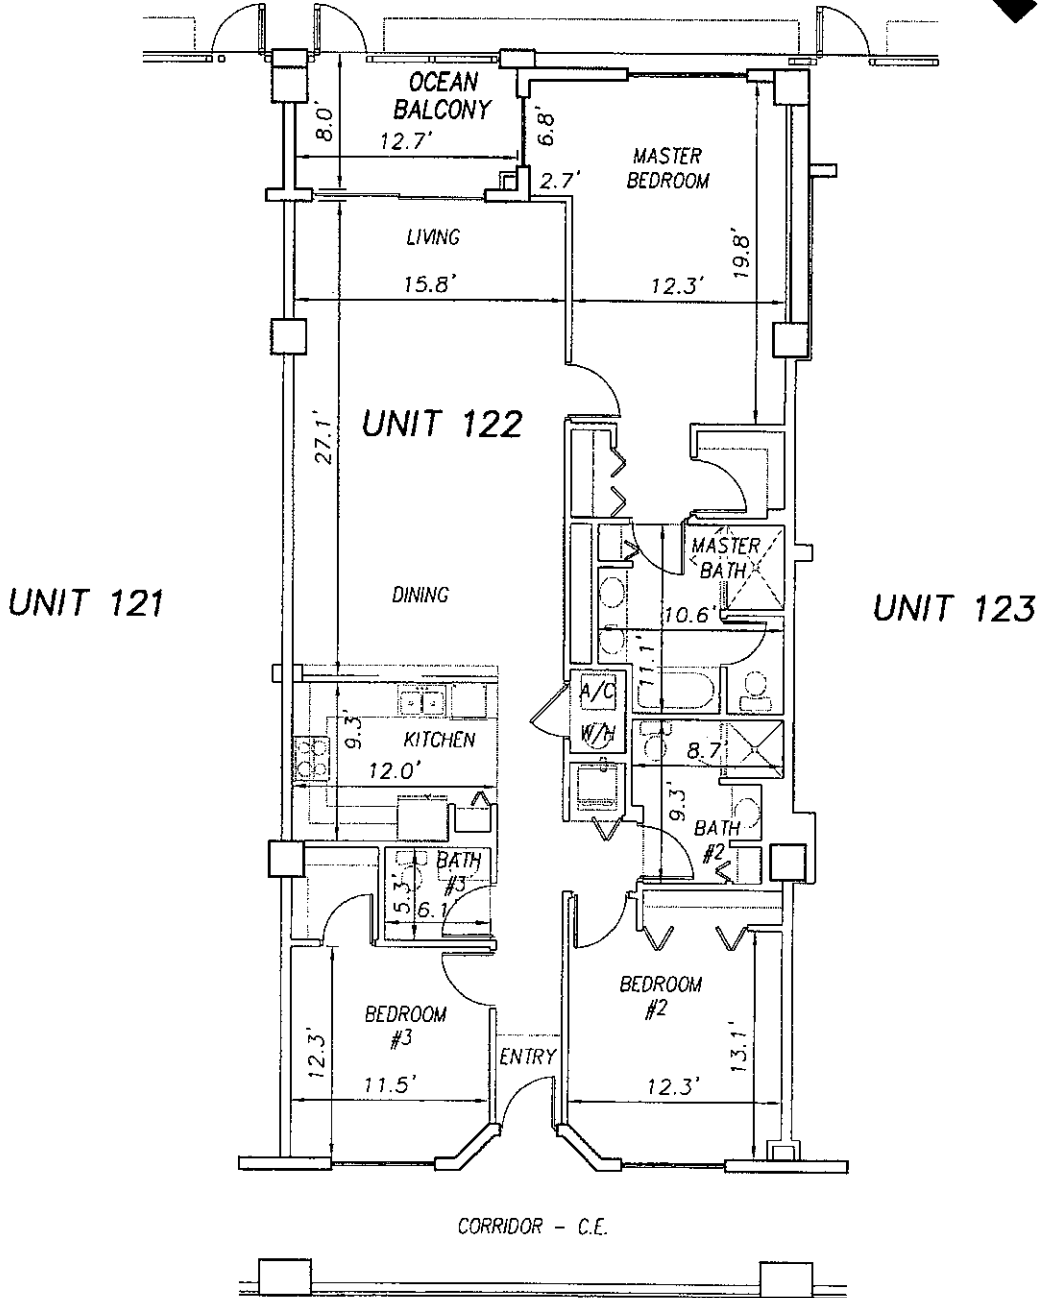 OCEAN
BALCONY
8.0'
12.7'
6.8'
2.7'
MASTER
BEDROOM
LIVING
15.8'
12.3'
19.8'
27.1'
UNIT 122
UNIT 121
UNIT 123
DINING
MASTER
BATH
10.6'
11.1'
A/C
W/H
9.3'
KITCHEN
12.0'
8.7'
9.3'
BATH
#2
BATH
#3
5.3'
6.1'
BEDROOM
#3
12.3'
11.5'
ENTRY
BEDROOM
#2
13.1'
12.3'
CORRIDOR - C.E.